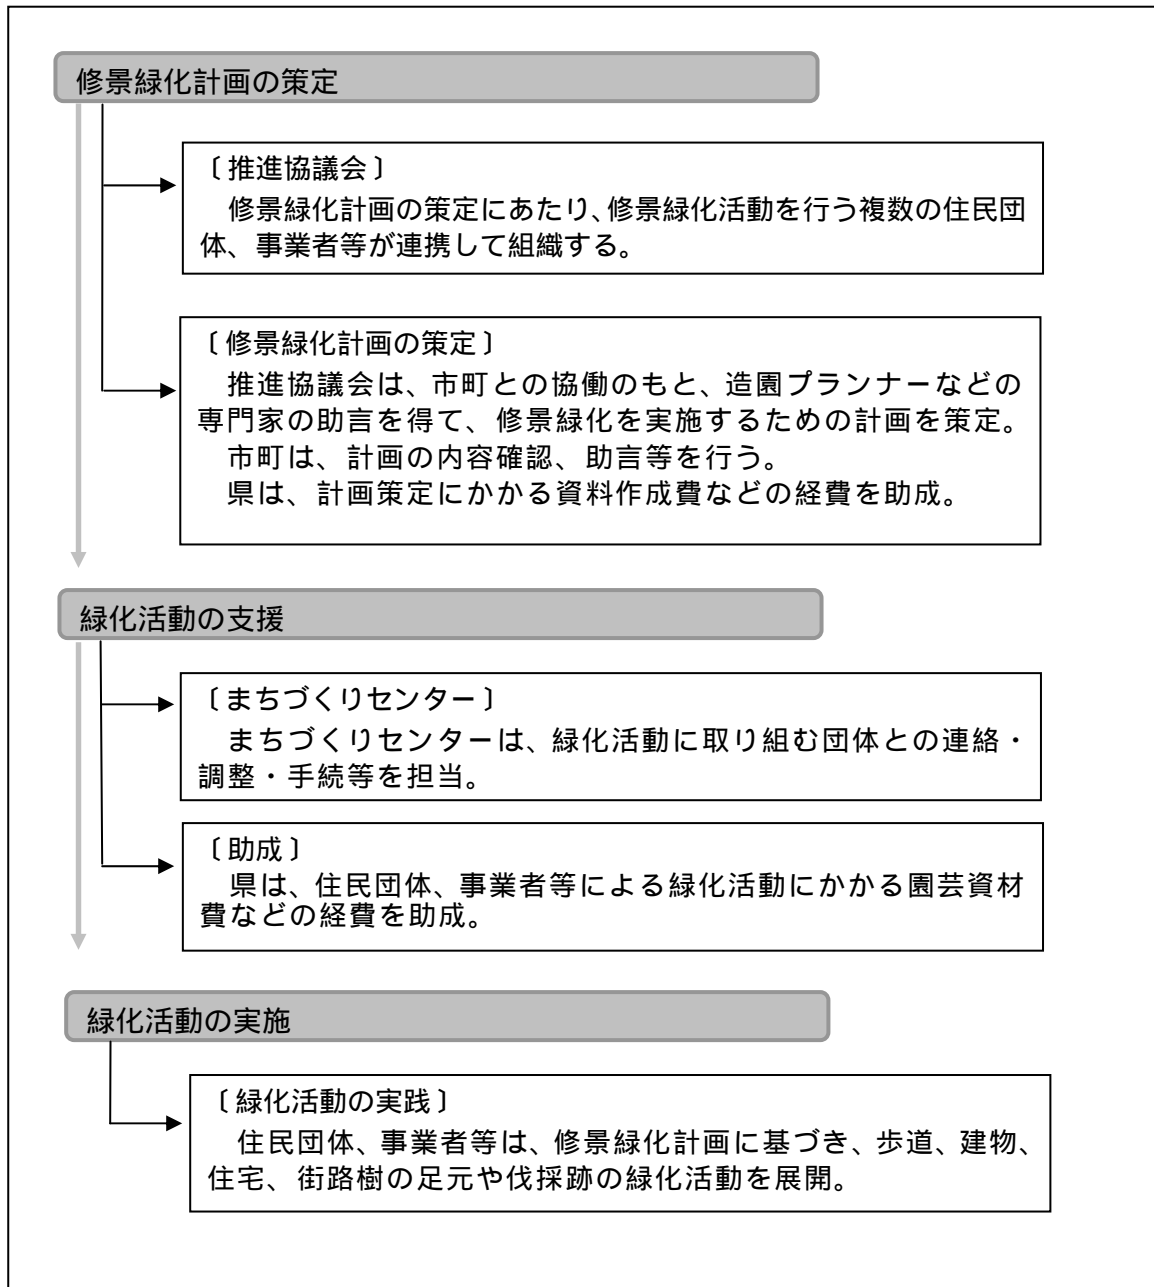 修景緑化計画の策定
〔推進協議会〕
修景緑化計画の策定にあたり、修景緑化活動を行う複数の住民団
体、事業者等が連携して組織する。
〔修景緑化計画の策定〕
推進協議会は、市町との協働のもと、造園プランナーなどの
専門家の助言を得て、修景緑化を実施するための計画を策定。
市町は、計画の内容確認、助言等を行う。
県は、計画策定にかかる資料作成費などの経費を助成。
緑化活動の支援
〔まちづくりセンター〕
まちづくりセンターは、緑化活動に取り組む団体との連絡・
調整・手続等を担当。
〔助成〕
県は、住民団体、事業者等による緑化活動にかかる園芸資材
費などの経費を助成。
緑化活動の実施
〔緑化活動の実践〕
住民団体、事業者等は、修景緑化計画に基づき、歩道、建物、
住宅、街路樹の足元や伐採跡の緑化活動を展開。